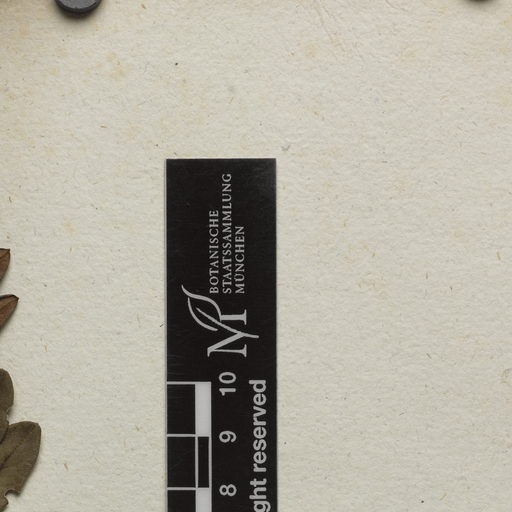 BOTANISCHE
STAATSSAMMLUNG
MÜNCHEN
M
10
9
8
ght reserved